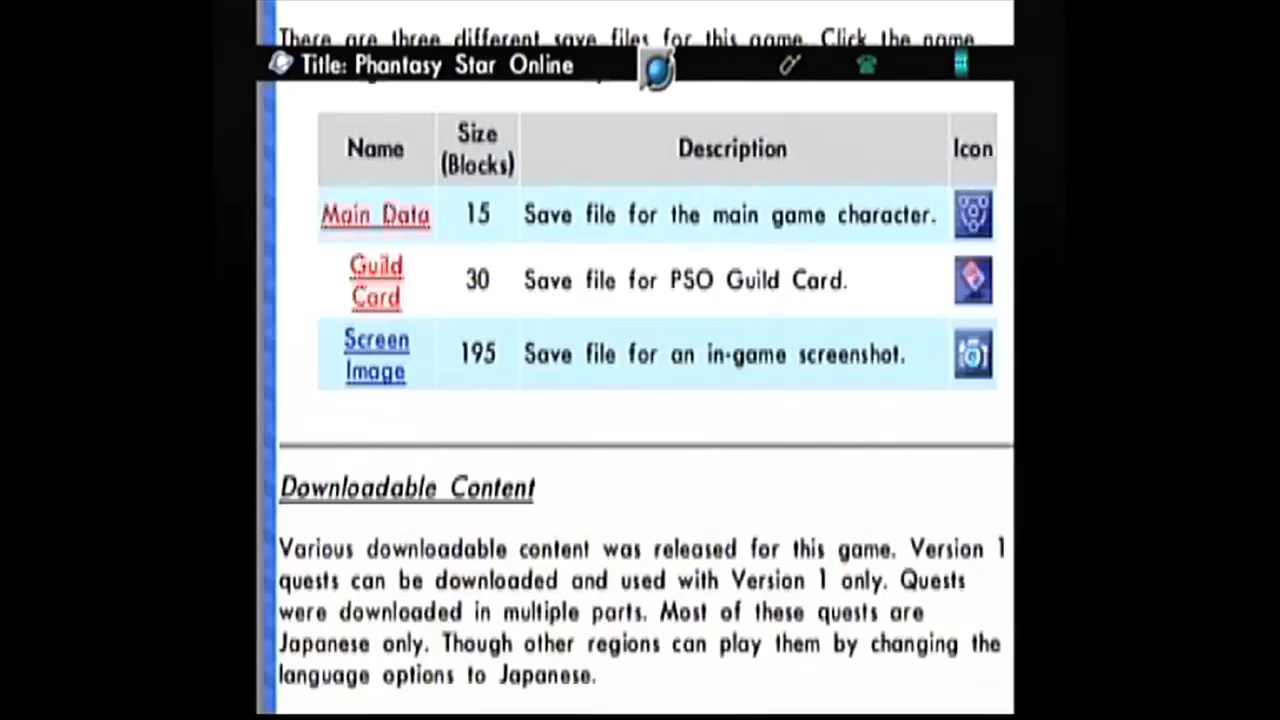 There are three different save files for this game. Click the name
Title: Phantasy Star Online
Name Size (Blocks) Description Icon
Main Data 15 Save file for the main game character.
Guild Card 30 Save file for PSO Guild Card.
Screen Image 195 Save file for an in-game screenshot.
Downloadable Content
Various downloadable content was released for this game. Version 1
quests can be downloaded and used with Version 1 only. Quests
were downloaded in multiple parts. Most of these quests are
Japanese only. Though other regions can play them by changing the
language options to Japanese.